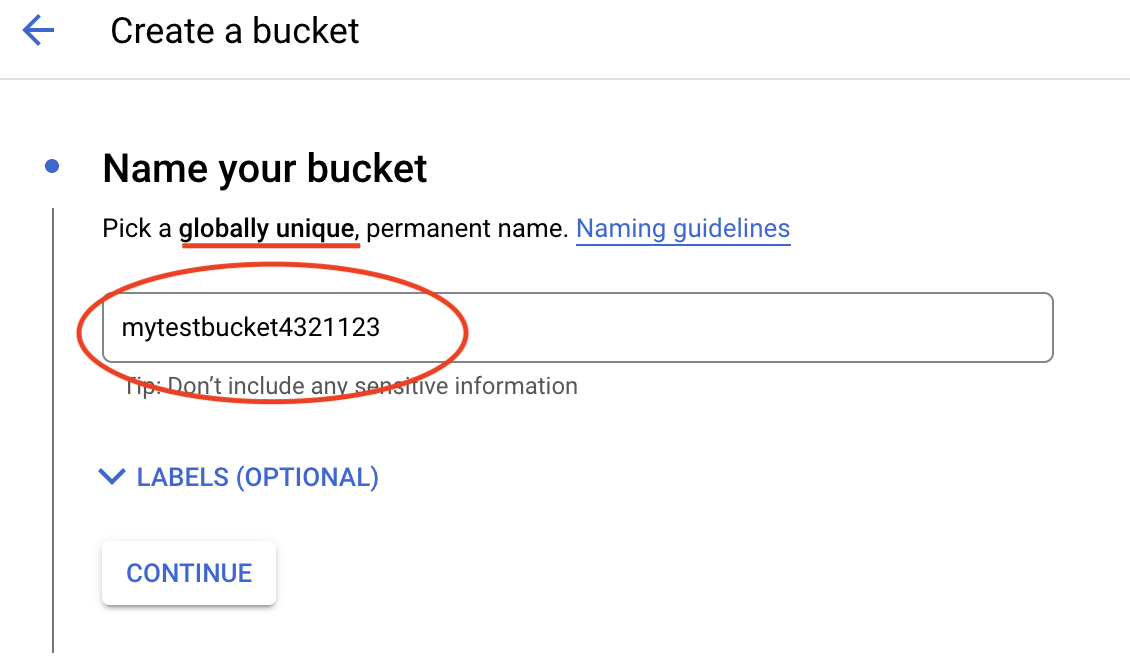 Create a bucket
Name your bucket
Pick a globally unique, permanent name. Naming guidelines
mytestbucket4321123
Tip: Don’t include any sensitive information
LABELS (OPTIONAL)
CONTINUE